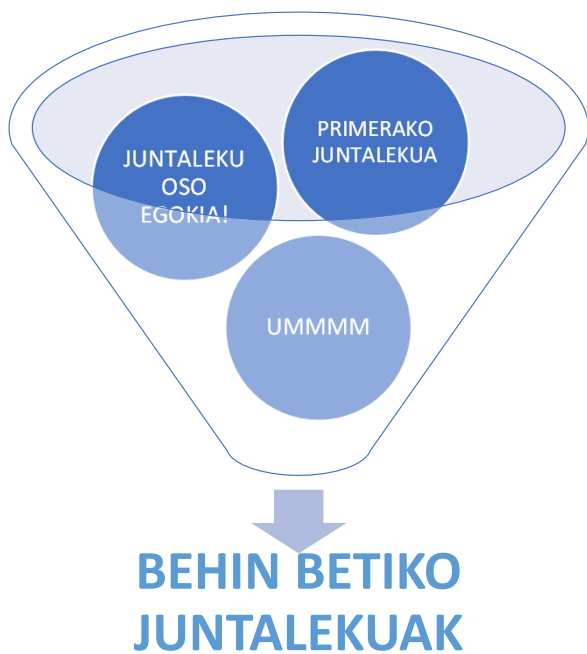 JUNTALEKU
OSO
EGOKIA!
PRIMERAKO
JUNTALEKUA
UMMMM
BEHIN BETIKO
JUNTALEKUAK